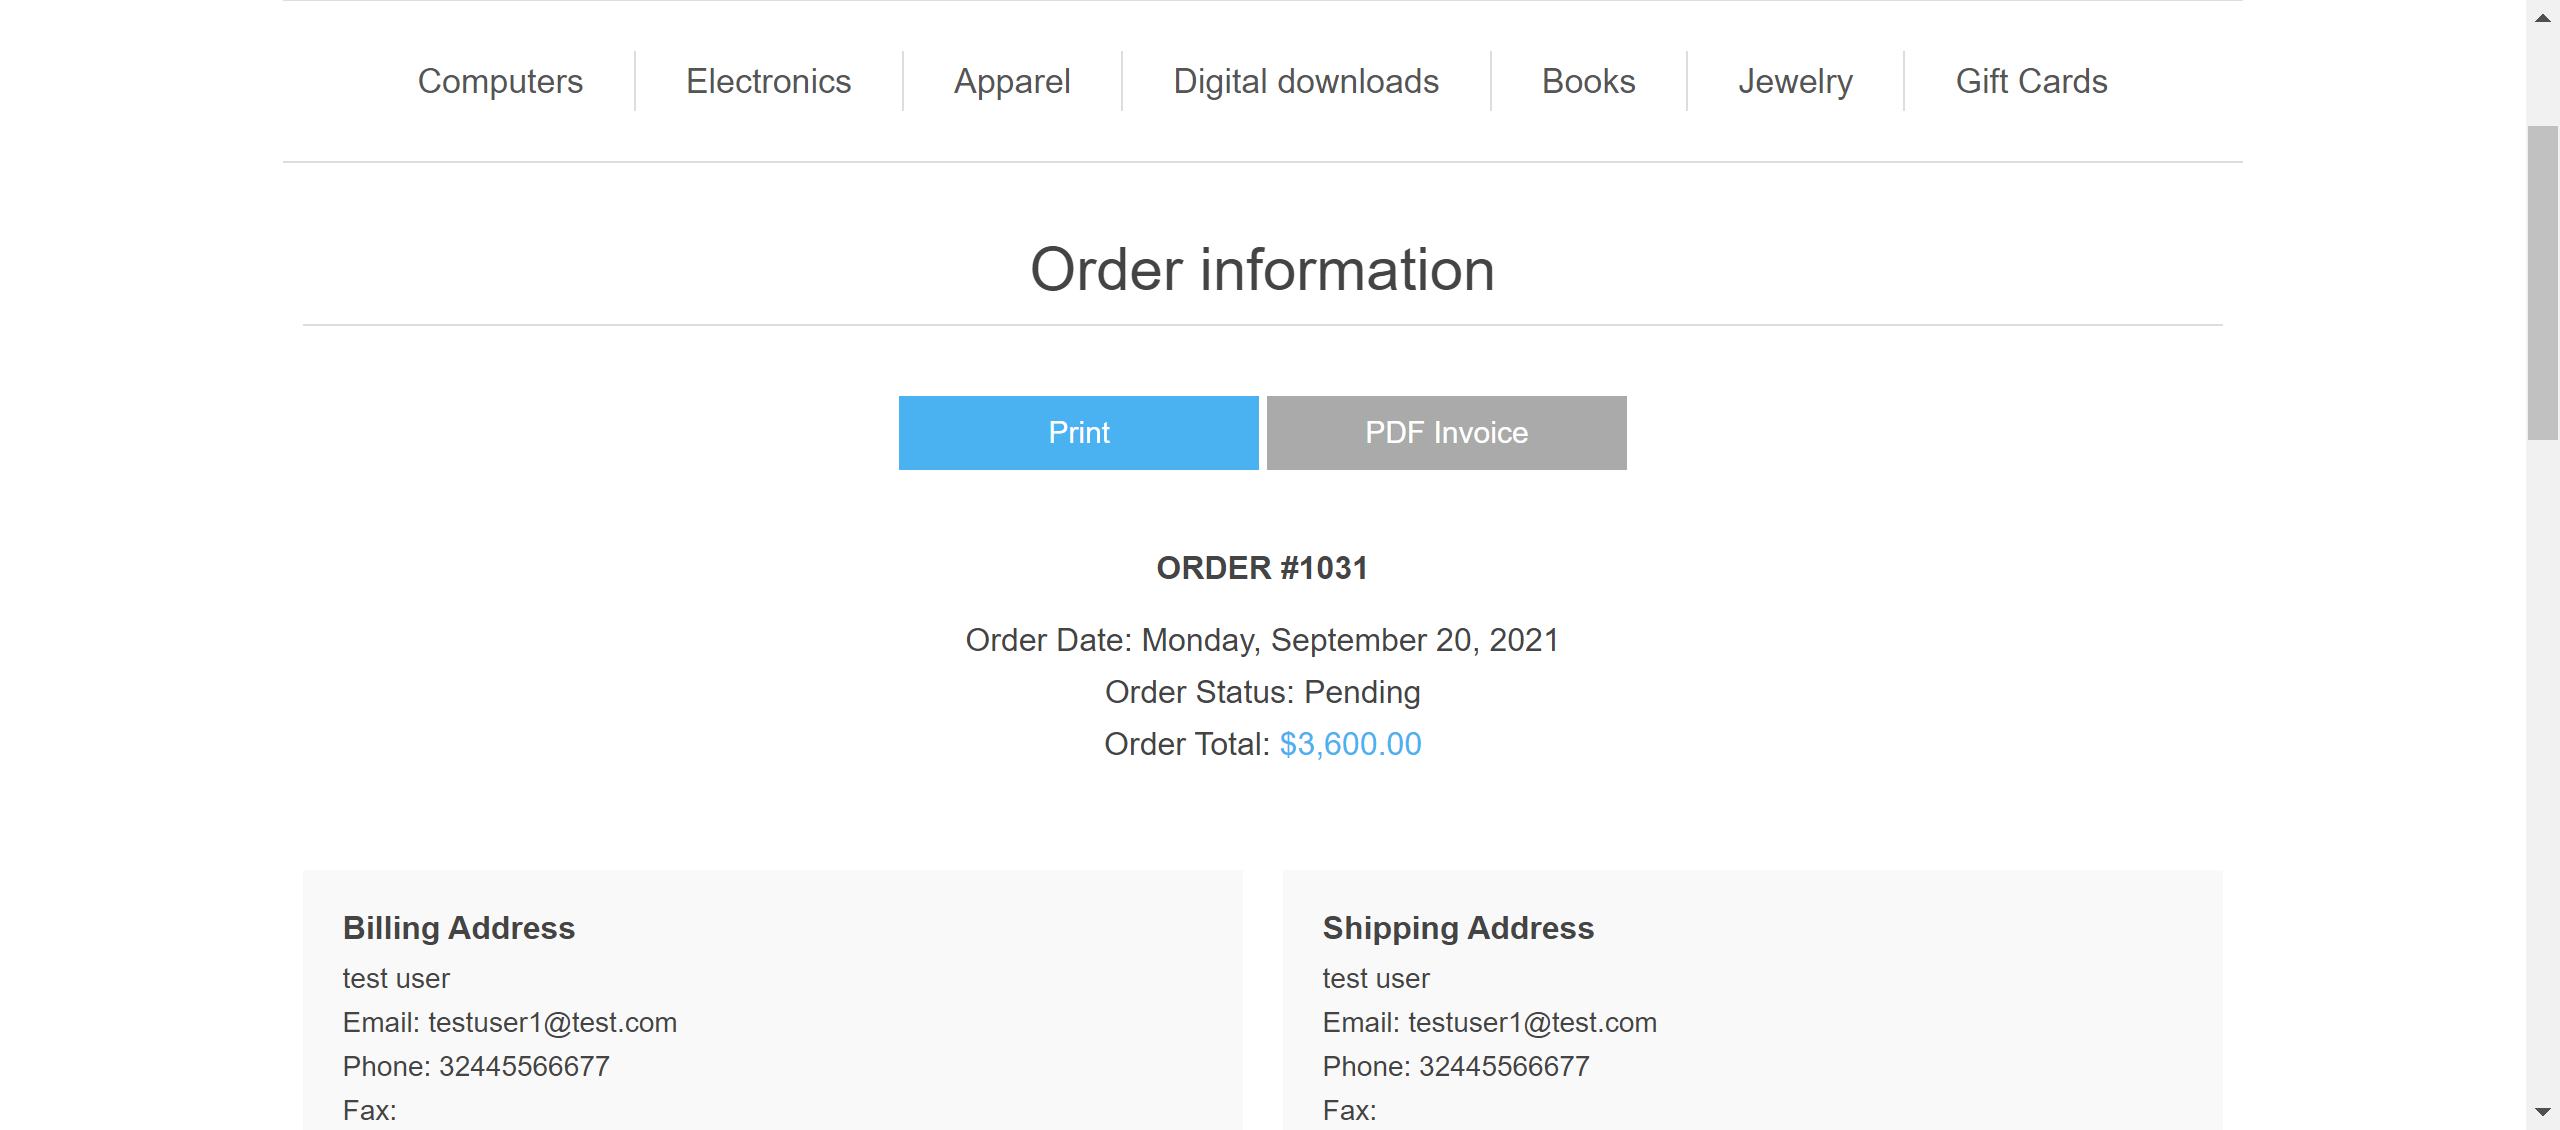 Computers Electronics Apparel Digital downloads Books Jewelry Gift Cards
Order information
Print PDF Invoice
ORDER #1031
Order Date: Monday, September 20, 2021
Order Status: Pending
Order Total: $3,600.00
Billing Address
test user
Email: testuser1@test.com
Phone: 32445566677
Fax:
Shipping Address
test user
Email: testuser1@test.com
Phone: 32445566677
Fax: